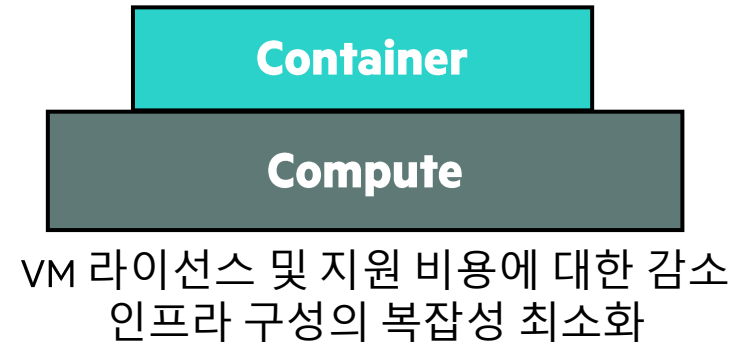 Container
Compute
VM 라이선스 및 지원 비용에 대한 감소
인프라 구성의 복잡성 최소화